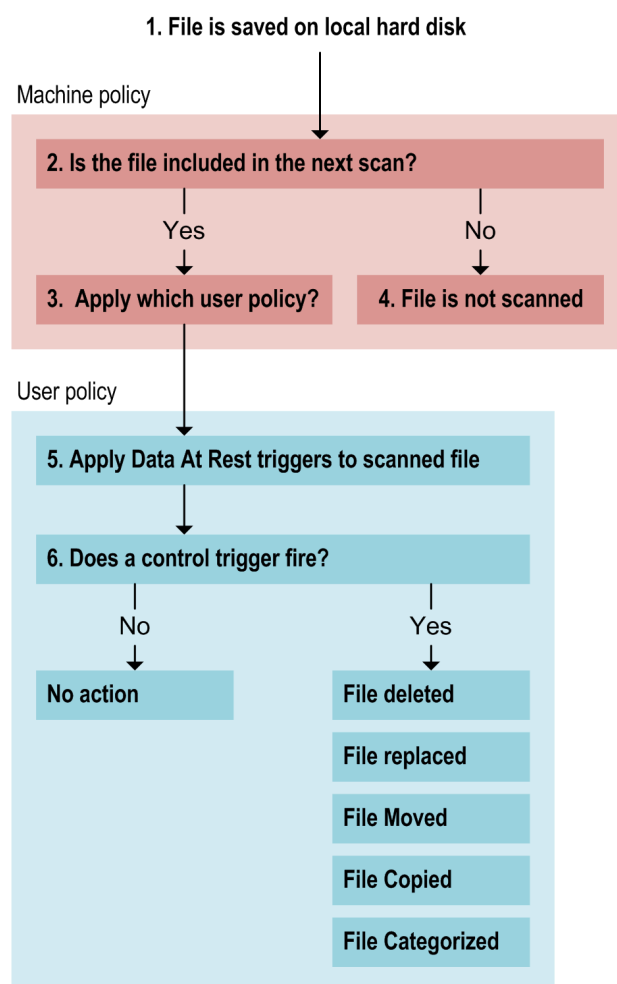 1. File is saved on local hard disk
Machine policy
2. Is the file included in the next scan?
Yes
No
3. Apply which user policy?
4. File is not scanned
User policy
5. Apply Data At Rest triggers to scanned file
6. Does a control trigger fire?
No
Yes
No action
File deleted
File replaced
File Moved
File Copied
File Categorized